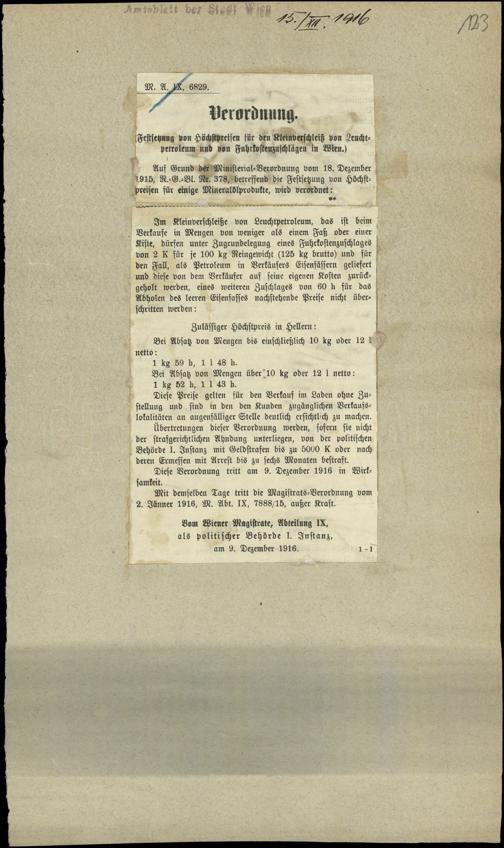 Amtsblatt der Stadt Wien
15./XII. 1916
123
M. A. IX, 6829.
Verordnung.
(Festsetzung von Höchstpreisen für den Kleinverschleiß von Leucht-
petroleum und von Fuhrkostenzuschlägen in Wien.)
Auf Grund der Ministerial-Verordnung vom 18. Dezember
1915, R.-G.-Bl. Nr. 378, betreffend die Festsetzung von Höchst-
preisen für einige Mineralölprodukte, wird verordnet:
Im Kleinverschleiße von Leuchtpetroleum, das ist beim
Verkaufe in Mengen von weniger als einem Faß oder einer
Kiste, dürfen unter Zugrundelegung eines Fuhrkostenzuschlages
von 2 K für je 100 kg Reingewicht (125 kg brutto) und für
den Fall, als Petroleum in Verkäufers Eisenfässern geliefert
und diese von dem Verkäufer auf seine eigenen Kosten zurück-
geholt werden, eines weiteren Zuschlages von 60 h für das
Abholen des leeren Eisenfasses nachstehende Preise nicht über-
schritten werden:
Zulässiger Höchstpreis in Hellern:
Bei Absatz von Mengen bis einschließlich 10 kg oder 12 l
netto:
1 kg 59 h, 1 l 48 h.
Bei Absatz von Mengen über 10 kg oder 12 l netto:
1 kg 52 h, 1 l 43 h.
Diese Preise gelten für den Verkauf im Laden ohne Zu-
stellung und sind in den den Kunden zugänglichen Verkaufs-
lokalitäten an augenfälliger Stelle deutlich ersichtlich zu machen.
Übertretungen dieser Verordnung werden, sofern sie nicht
der strafgerichtlichen Ahndung unterliegen, von der politischen
Behörde I. Instanz mit Geldstrafen bis zu 5000 K oder nach
deren Ermessen mit Arrest bis zu sechs Monaten bestraft.
Diese Verordnung tritt am 9. Dezember 1916 in Wirk-
samkeit.
Mit demselben Tage tritt die Magistrats-Verordnung vom
2. Jänner 1916, M. Abt. IX, 7888/15, außer Kraft.
Vom Wiener Magistrate, Abteilung IX,
als politischer Behörde I. Instanz,
am 9. Dezember 1916.
1-1